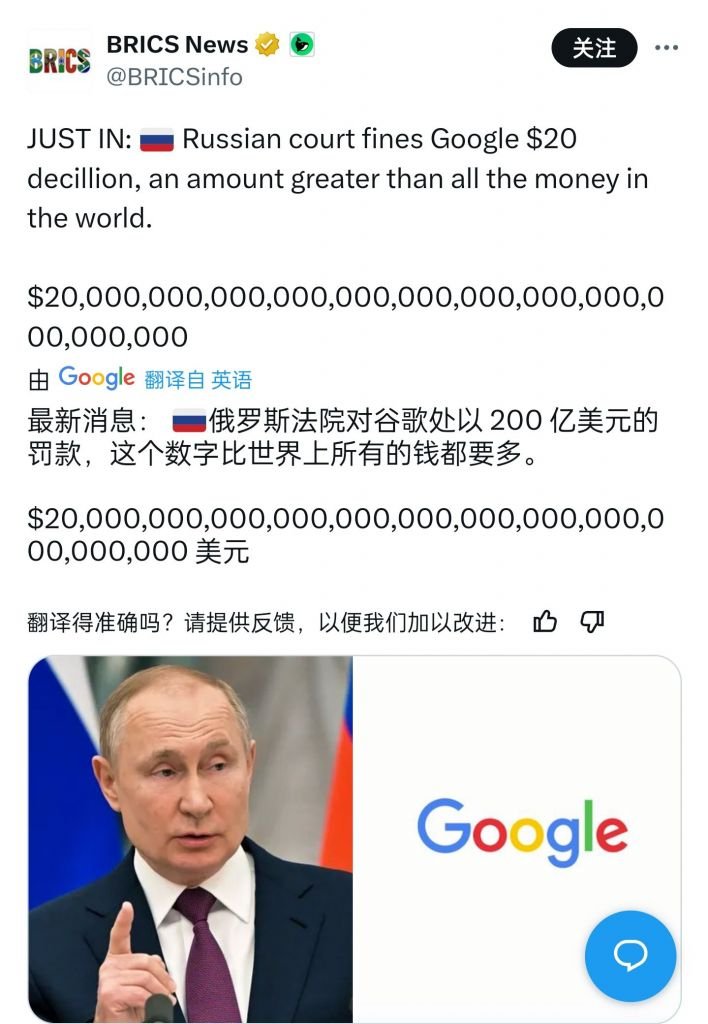 BRICS
BRICS News
@BRICSinfo
关注
JUST IN: Russian court fines Google $20
decillion, an amount greater than all the money in
the world.
$20,000,000,000,000,000,000,000,000,000,0
00,000,000
由 Google 翻译自 英语
最新消息： 俄罗斯法院对谷歌处以 200 亿美元的
罚款，这个数字比世界上所有的钱都要多。
$20,000,000,000,000,000,000,000,000,000,0
00,000,000 美元
翻译得准确吗？请提供反馈，以便我们加以改进：
Google